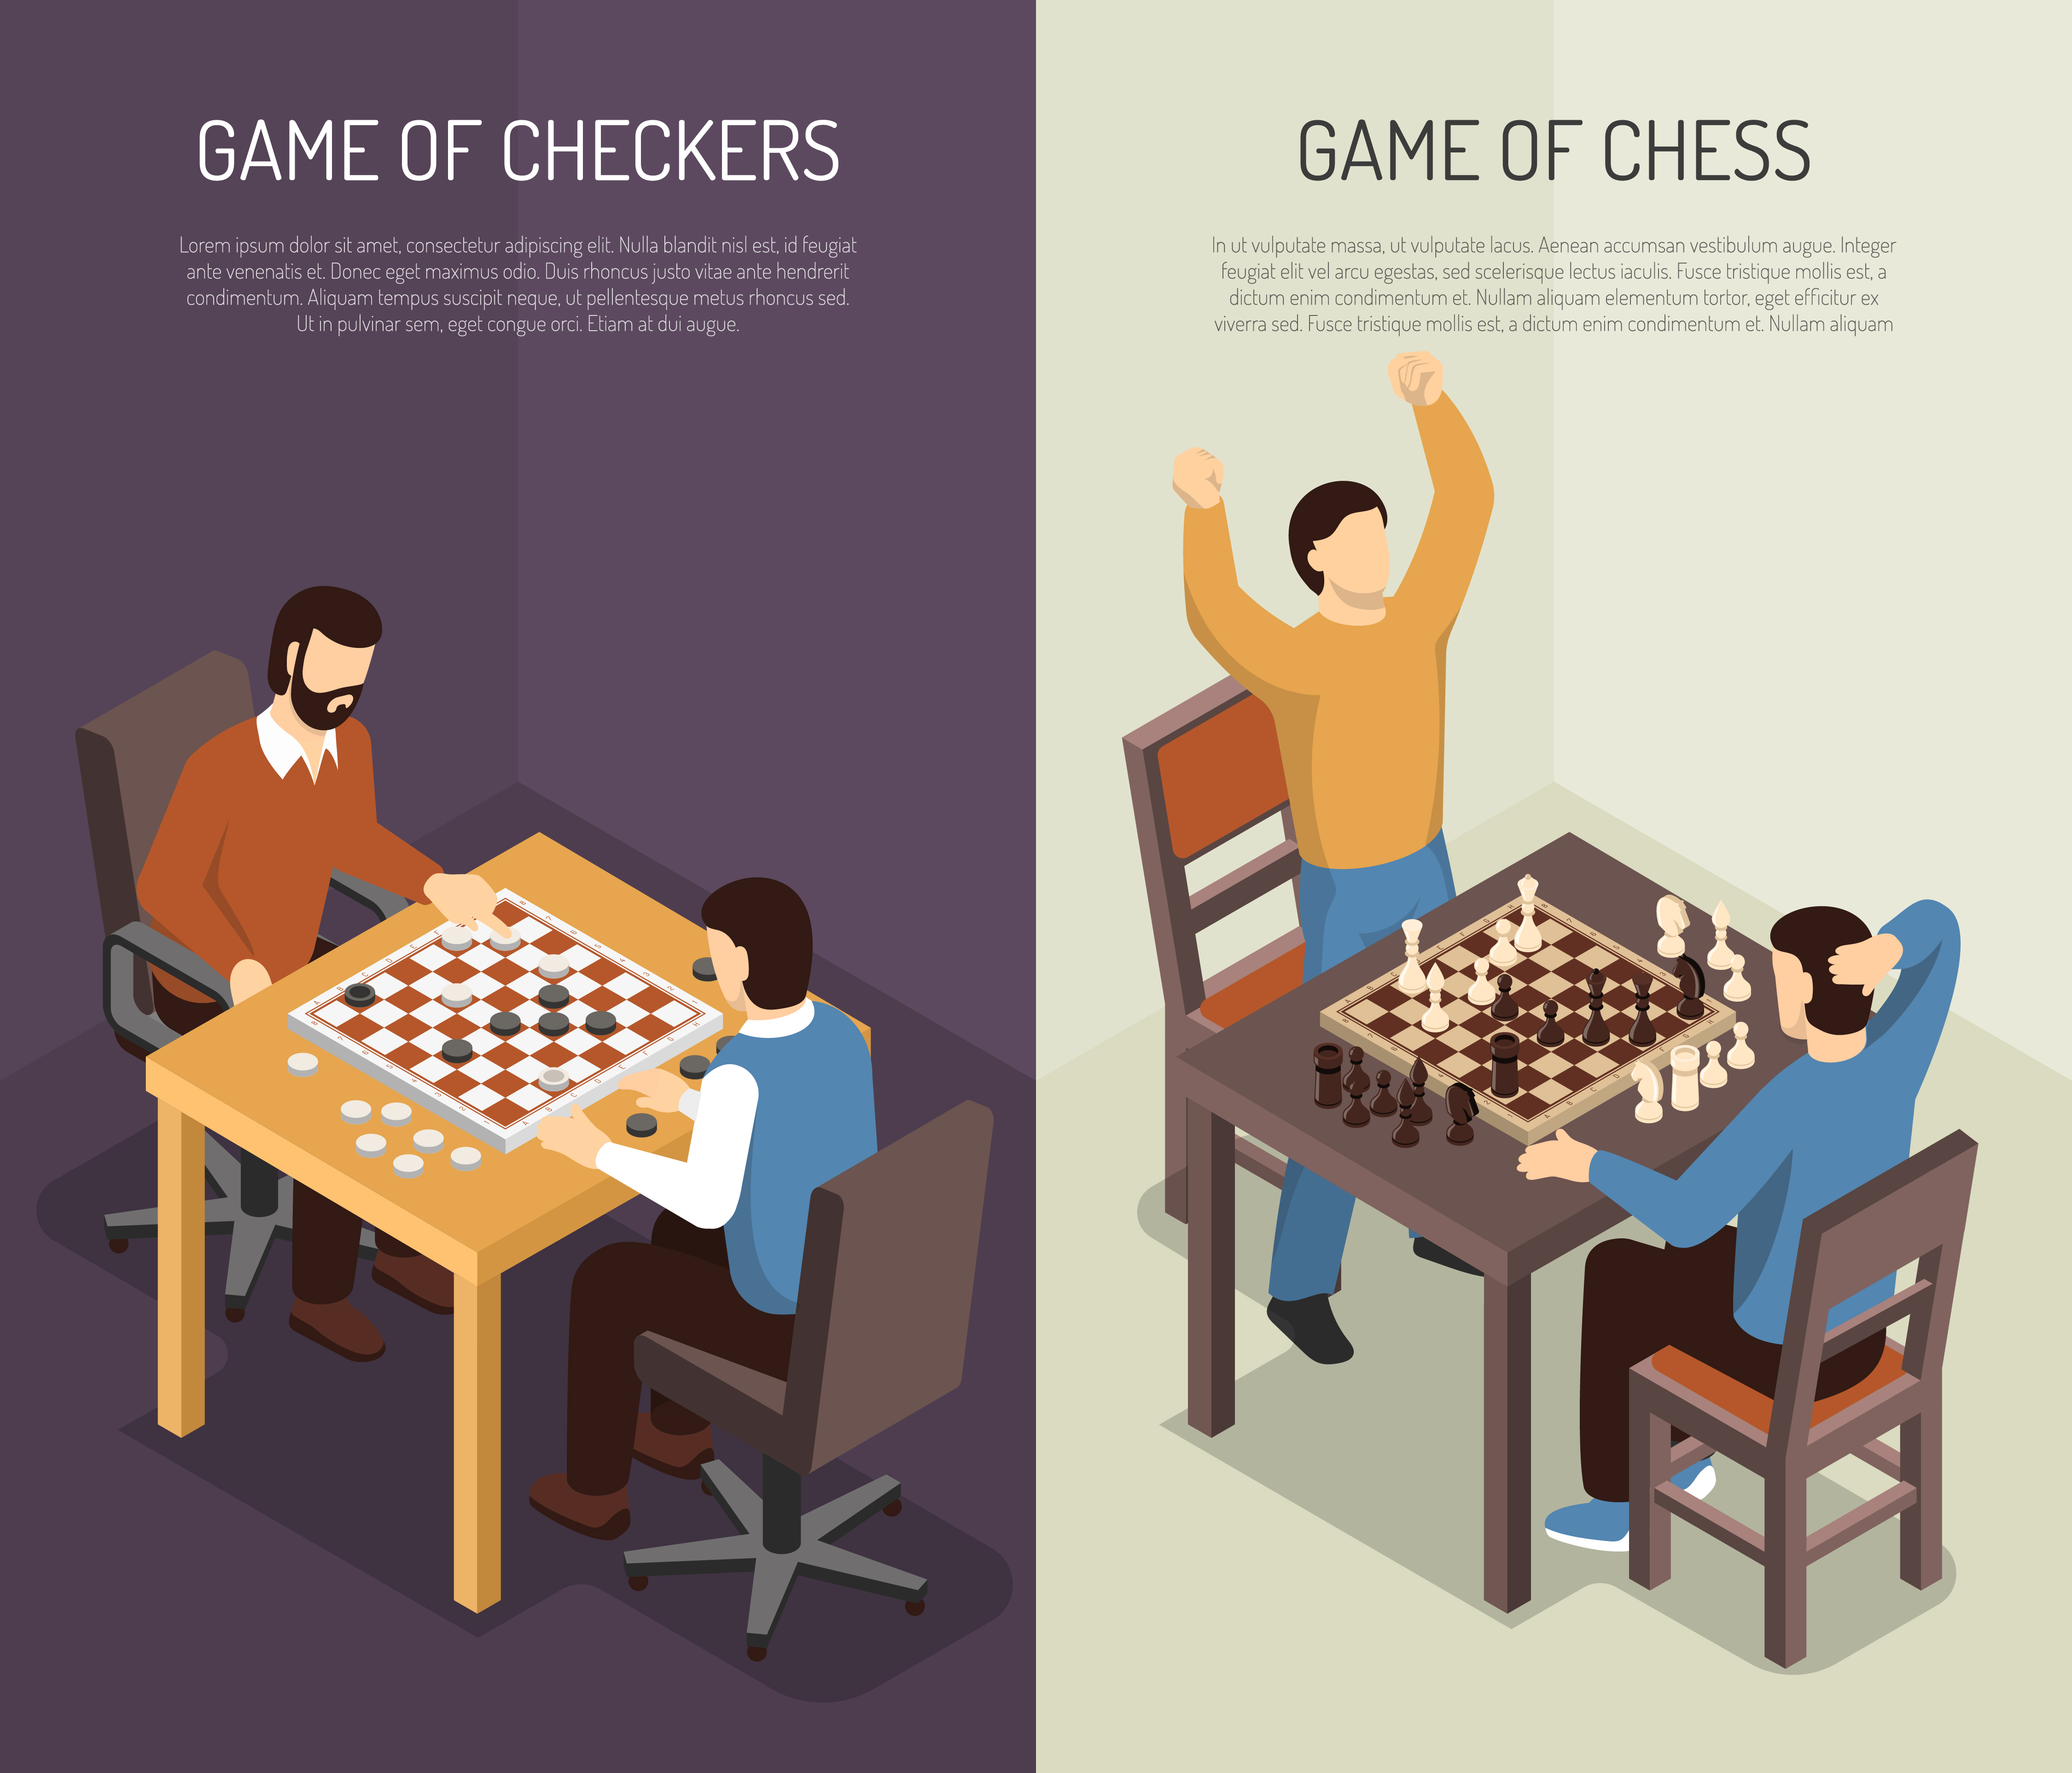 GAME OF CHECKERS
Lorem ipsum dolor sit amet, consectetur adipiscing elit. Nulla blandit nisl est, id feugiat
ante venenatis et. Donec eget maximus odio. Duis rhoncus justo vitae ante hendrerit
condimentum. Aliquam tempus suscipit neque, ut pellentesque metus rhoncus sed.
Ut in pulvinar sem, eget congue orci. Etiam at dui augue.
GAME OF CHESS
In ut vulputate massa, ut vulputate lacus. Aenean accumsan vestibulum augue. Integer
feugiat elit vel arcu egestas, sed scelerisque lectus iaculis. Fusce tristique mollis est, a
dictum enim condimentum et. Nullam aliquam elementum tortor, eget efficitur ex
viverra sed. Fusce tristique mollis est, a dictum enim condimentum et. Nullam aliquam